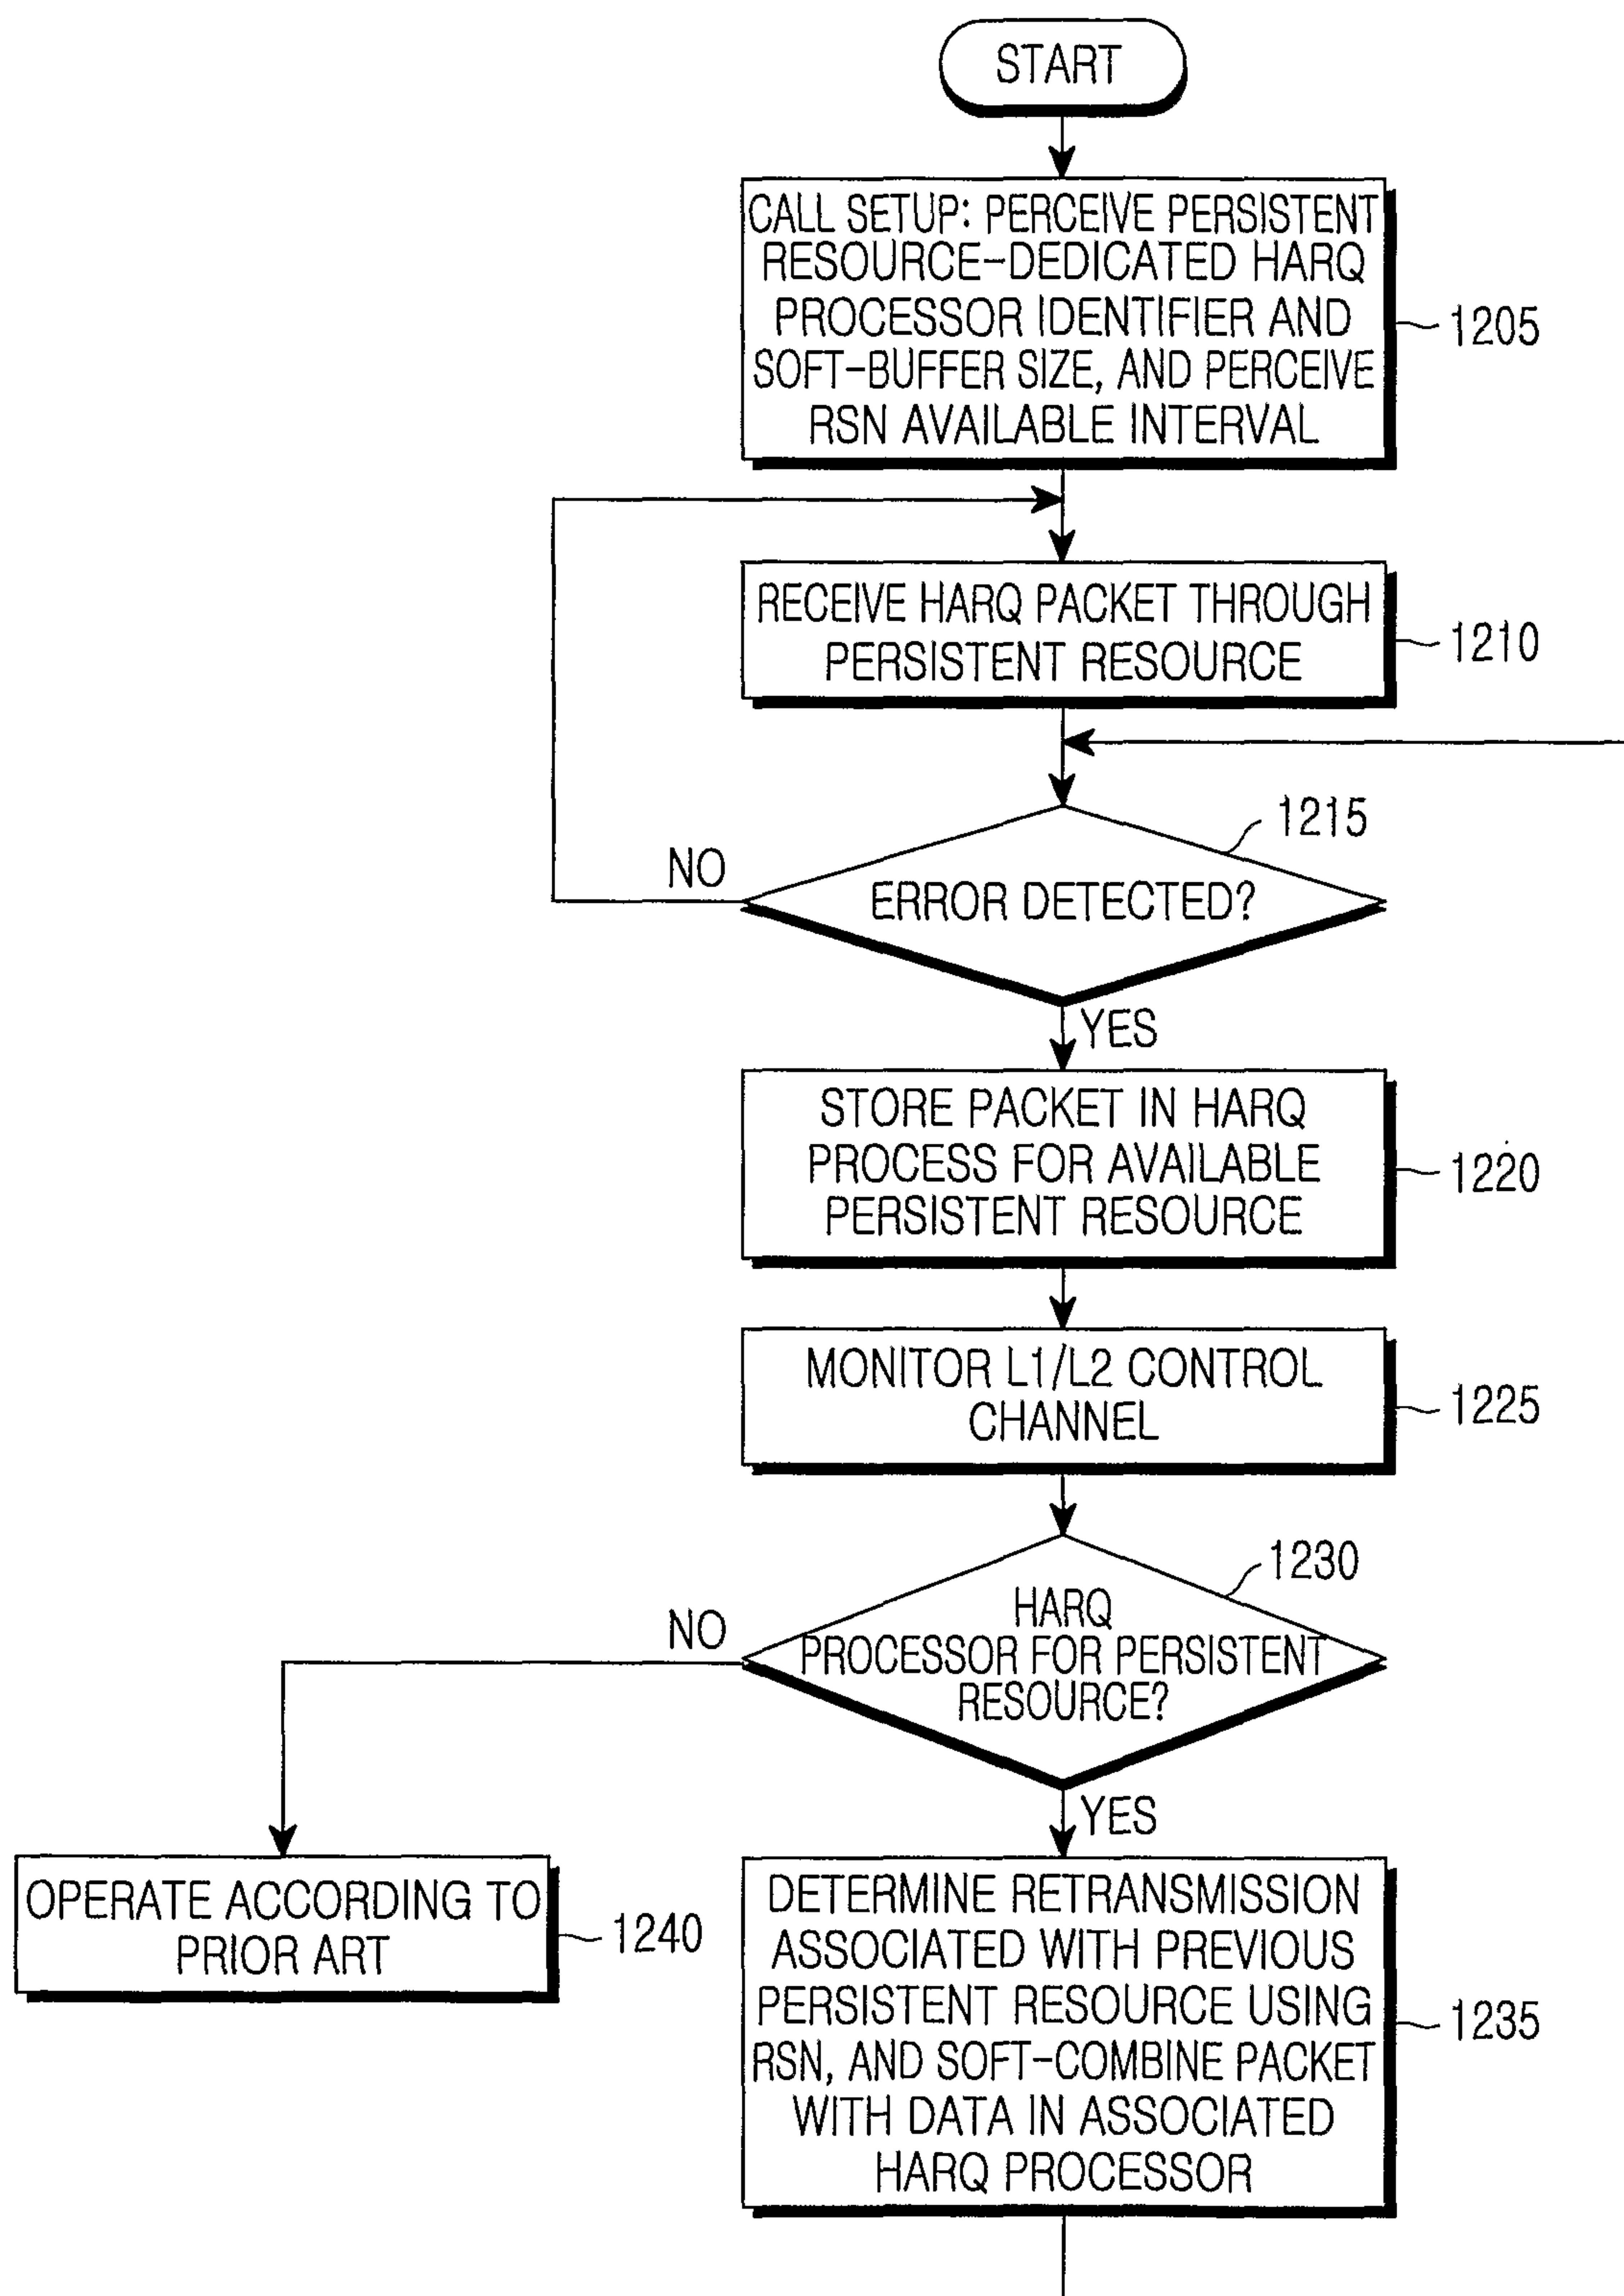 START
CALL SETUP: PERCEIVE PERSISTENT
RESOURCE-DEDICATED HARQ
PROCESSOR IDENTIFIER AND
SOFT-BUFFER SIZE, AND PERCEIVE
RSN AVAILABLE INTERVAL
1205
RECEIVE HARQ PACKET THROUGH
PERSISTENT RESOURCE
1210
1215
NO
ERROR DETECTED?
YES
STORE PACKET IN HARQ
PROCESS FOR AVAILABLE
PERSISTENT RESOURCE
1220
MONITOR L1/L2 CONTROL
CHANNEL
1225
1230
NO
HARQ
PROCESSOR FOR PERSISTENT
RESOURCE?
YES
OPERATE ACCORDING TO
PRIOR ART
1240
DETERMINE RETRANSMISSION
ASSOCIATED WITH PREVIOUS
PERSISTENT RESOURCE USING
RSN, AND SOFT-COMBINE PACKET
WITH DATA IN ASSOCIATED
HARQ PROCESSOR
1235